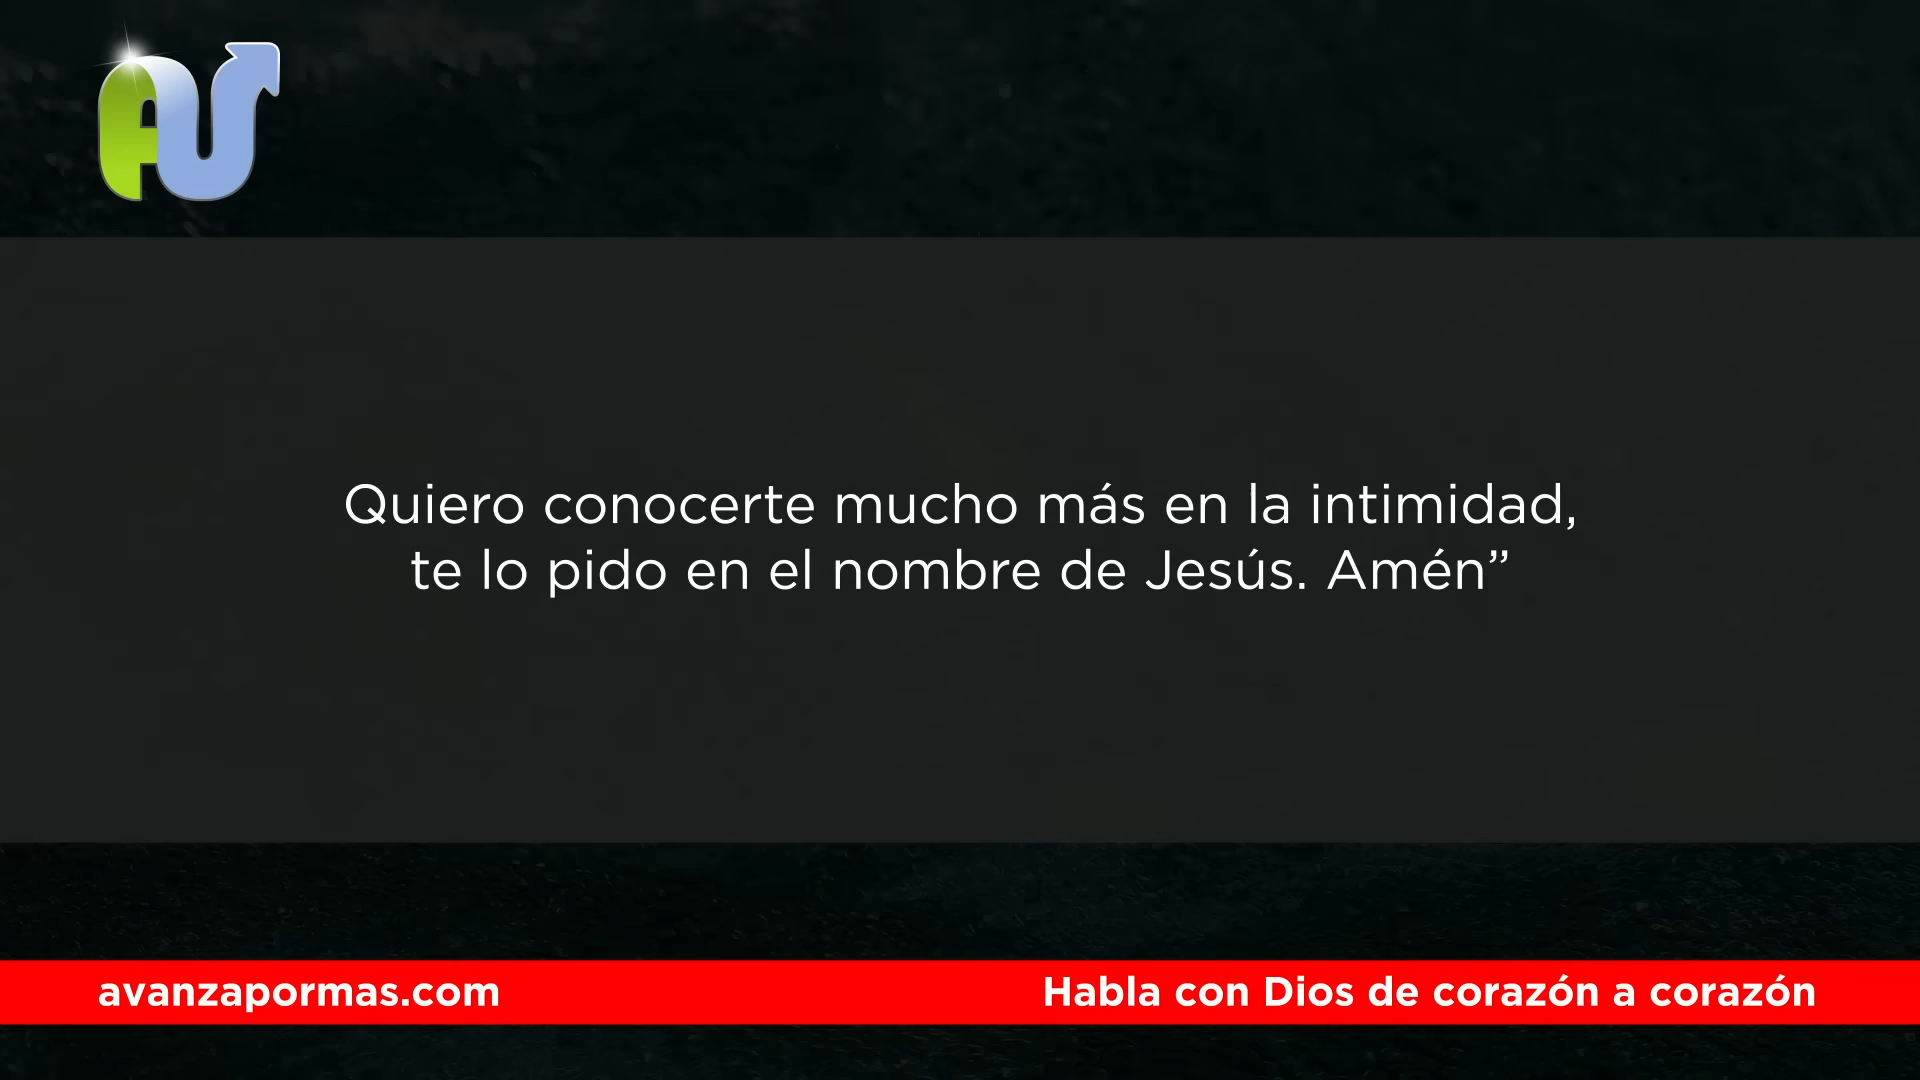 AV
Quiero conocerte mucho más en la intimidad,
te lo pido en el nombre de Jesús. Amén”
avanzapormas.com
Habla con Dios de corazón a corazón